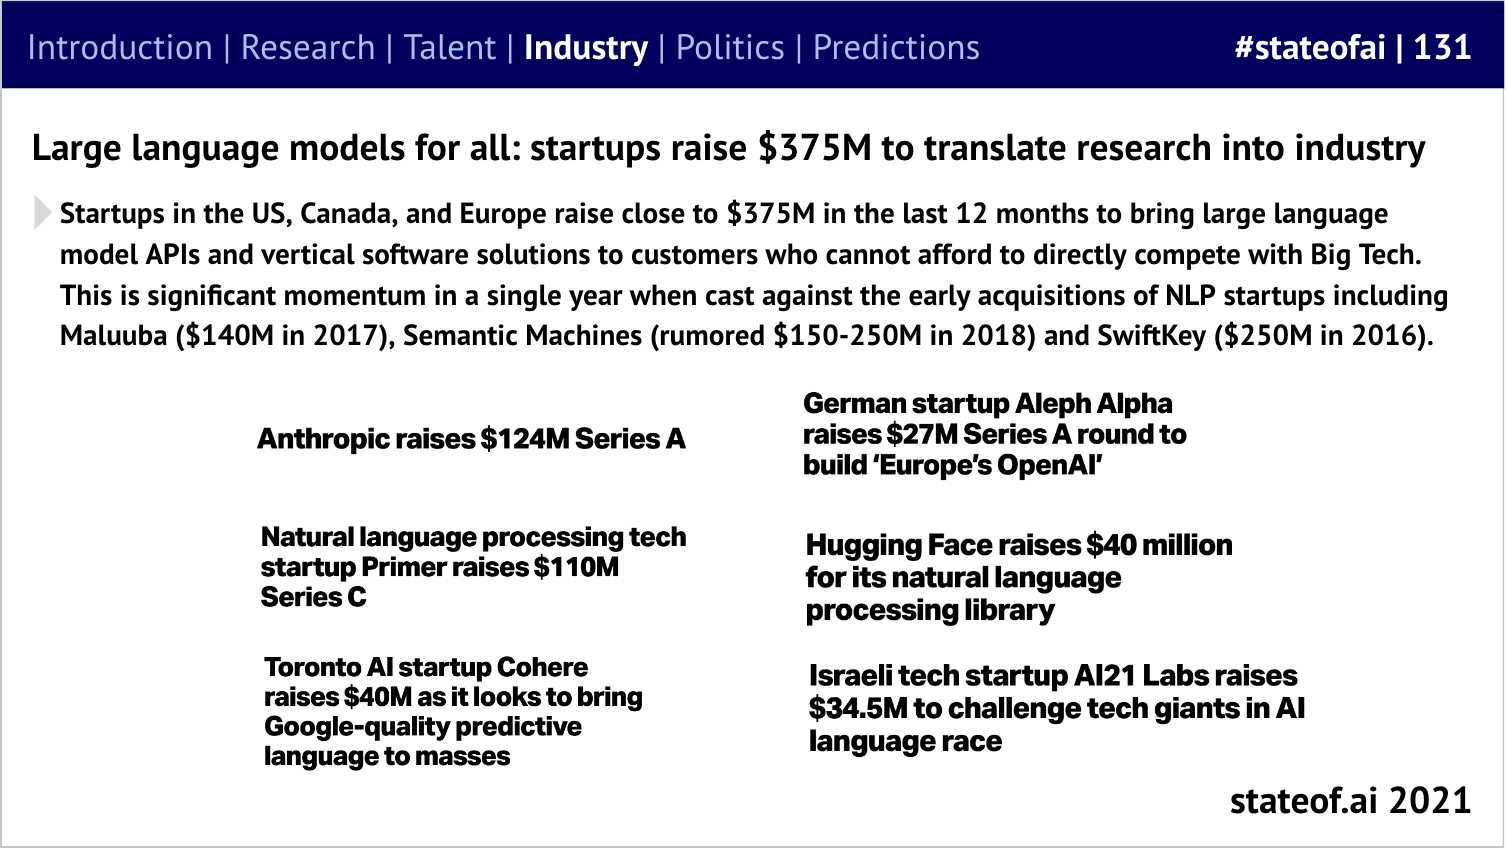 Introduction | Research | Talent | Industry | Politics | Predictions
#stateofai | 131
Large language models for all: startups raise $375M to translate research into industry
Startups in the US, Canada, and Europe raise close to $375M in the last 12 months to bring large language
model APIs and vertical software solutions to customers who cannot afford to directly compete with Big Tech.
This is significant momentum in a single year when cast against the early acquisitions of NLP startups including
Maluuba ($140M in 2017), Semantic Machines (rumored $150-250M in 2018) and SwiftKey ($250M in 2016).
Anthropic raises $124M Series A
Natural language processing tech
startup Primer raises $110M
Series C
Toronto AI startup Cohere
raises $40M as it looks to bring
Google-quality predictive
language to masses
German startup Aleph Alpha
raises $27M Series A round to
build ‘Europe’s OpenAI’
Hugging Face raises $40 million
for its natural language
processing library
Israeli tech startup AI21 Labs raises
$34.5M to challenge tech giants in AI
language race
stateof.ai 2021